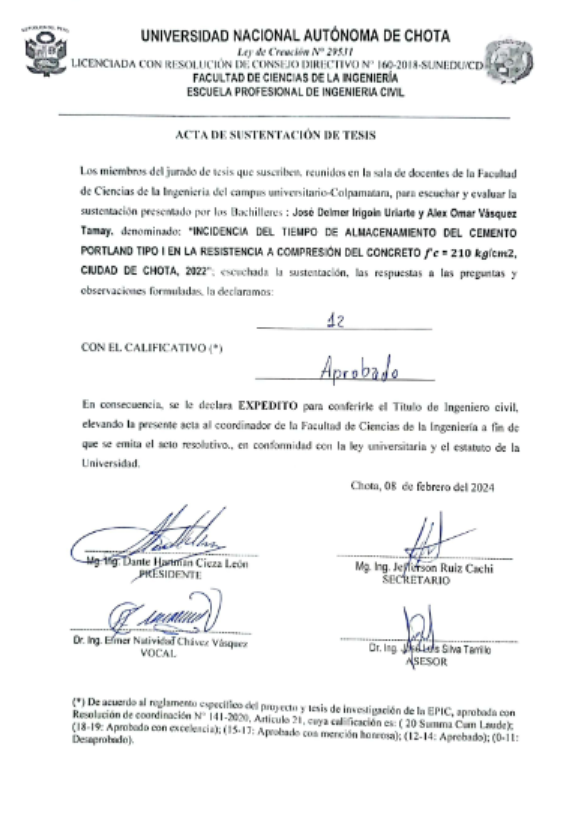 UNIVERSIDAD NACIONAL AUTÓNOMA DE CHOTA
Ley de Creación N° 29531
LICENCIADA CON RESOLUCIÓN DE CONSEJO DIRECTIVO N° 160-2018-SUNEDU/CD
FACULTAD DE CIENCIAS DE LA INGENIERÍA
ESCUELA PROFESIONAL DE INGENIERIA CIVIL
ACTA DE SUSTENTACIÓN DE TESIS
Los miembros del jurado de tesis que suscriben, reunidos en la sala de docentes de la Facultad
de Ciencias de la Ingeniería del campus universitario-Colpamatara, para escuchar y evaluar la
sustentación presentado por los Bachilleres : José Delmer Irigoin Uriarte y Alex Omar Vásquez
Tamay, denominado: "INCIDENCIA DEL TIEMPO DE ALMACENAMIENTO DEL CEMENTO
PORTLAND TIPO I EN LA RESISTENCIA A COMPRESIÓN DEL CONCRETO f'c = 210 kg/cm2,
CIUDAD DE CHOTA, 2022"; escuchada la sustentación, las respuestas a las preguntas y
observaciones formuladas, la declaramos:
12
CON EL CALIFICATIVO (*)
Aprobado
En consecuencia, se le declara EXPEDITO para conferirle el Título de Ingeniero civil,
elevando la presente acta al coordinador de la Facultad de Ciencias de la Ingeniería a fin de
que se emita el acto resolutivo., en conformidad con la ley universitaria y el estatuto de la
Universidad.
Chota, 08 de febrero del 2024
Mg. Ing. Dante Hartman Cieza León
PRESIDENTE
Mg. Ing. Jefferson Ruiz Cachi
SECRETARIO
Dr. Ing. Elmer Natividad Chávez Vásquez
VOCAL
Dr. Ing. José Luis Silva Tarrillo
ASESOR
(*) De acuerdo al reglamento específico del proyecto y tesis de investigación de la EPIC, aprobada con
Resolución de coordinación N° 141-2020, Artículo 21, cuya calificación es: ( 20 Summa Cum Laude);
(18-19: Aprobado con excelencia); (15-17: Aprobado con mención honrosa); (12-14: Aprobado); (0-11:
Desaprobado).